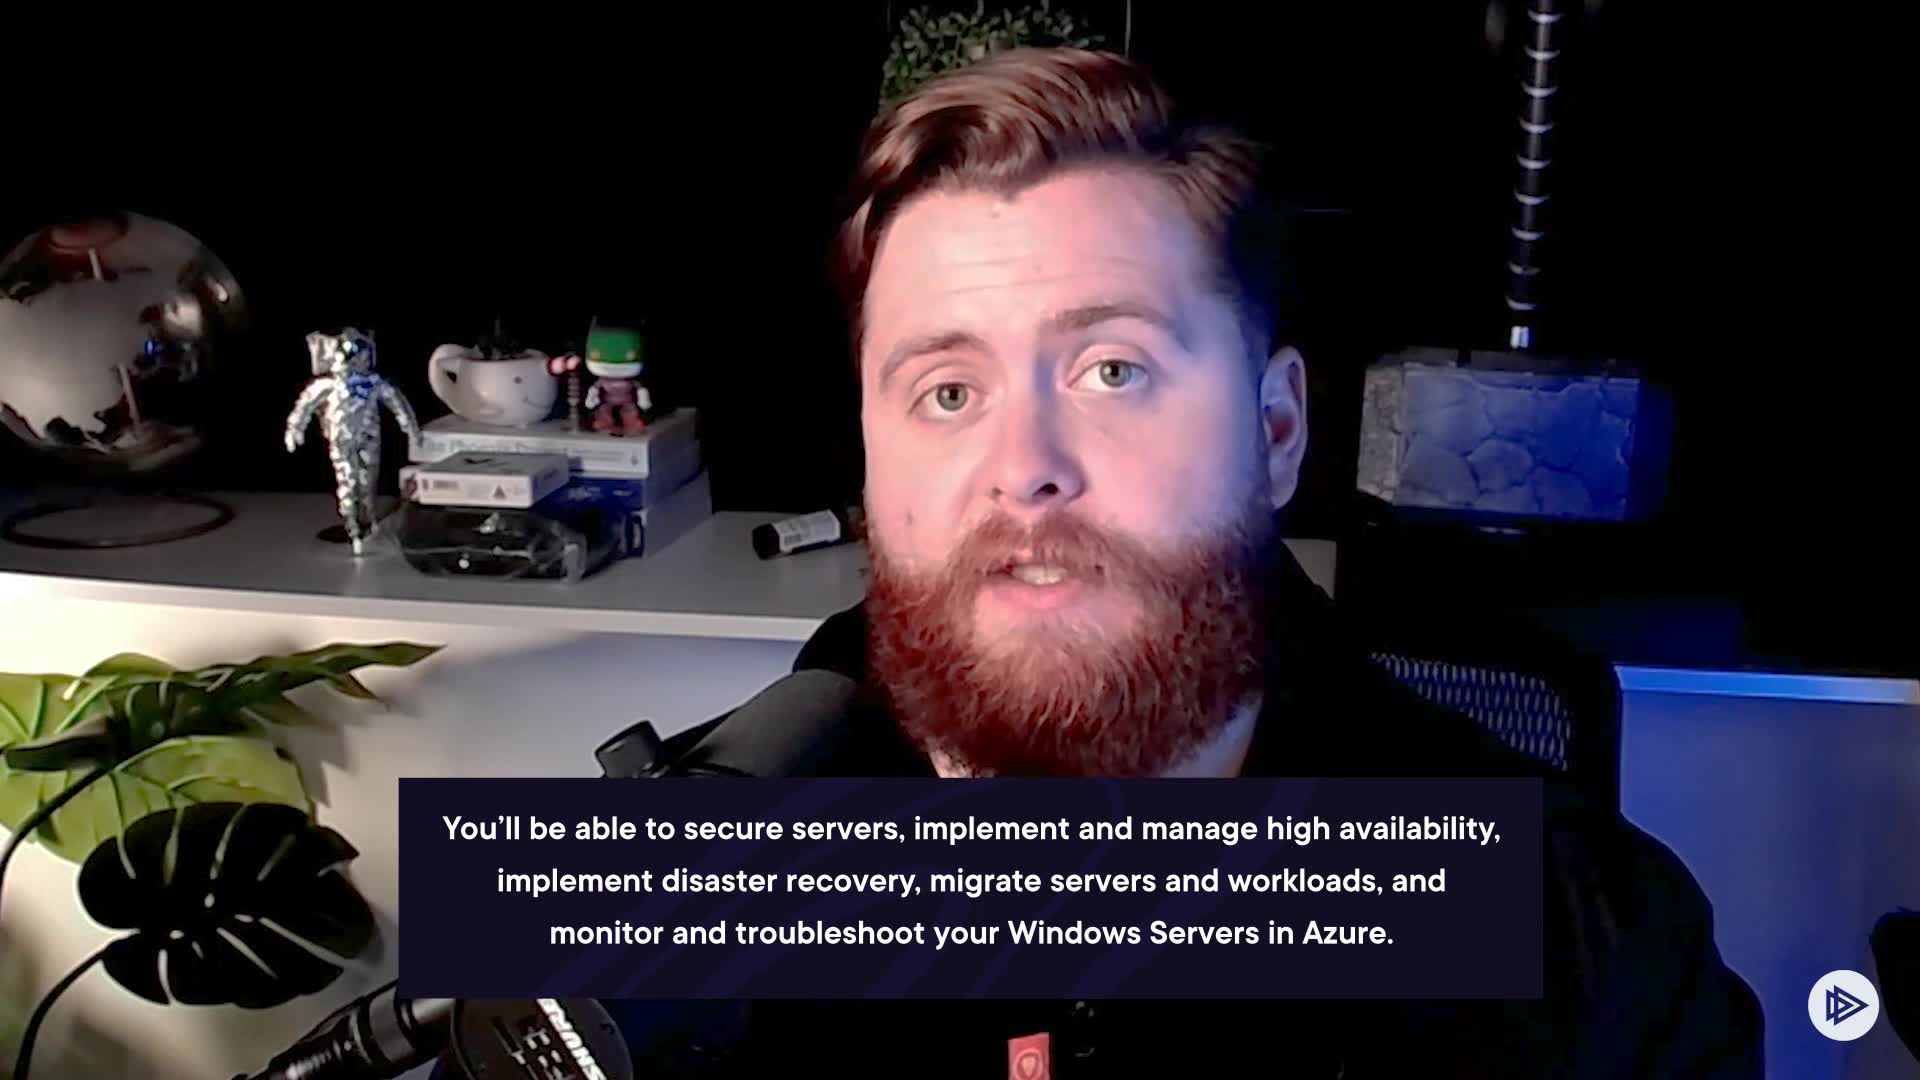 You'll be able to secure servers, implement and manage high availability,
implement disaster recovery, migrate servers and workloads, and
monitor and troubleshoot your Windows Servers in Azure.
SHURE